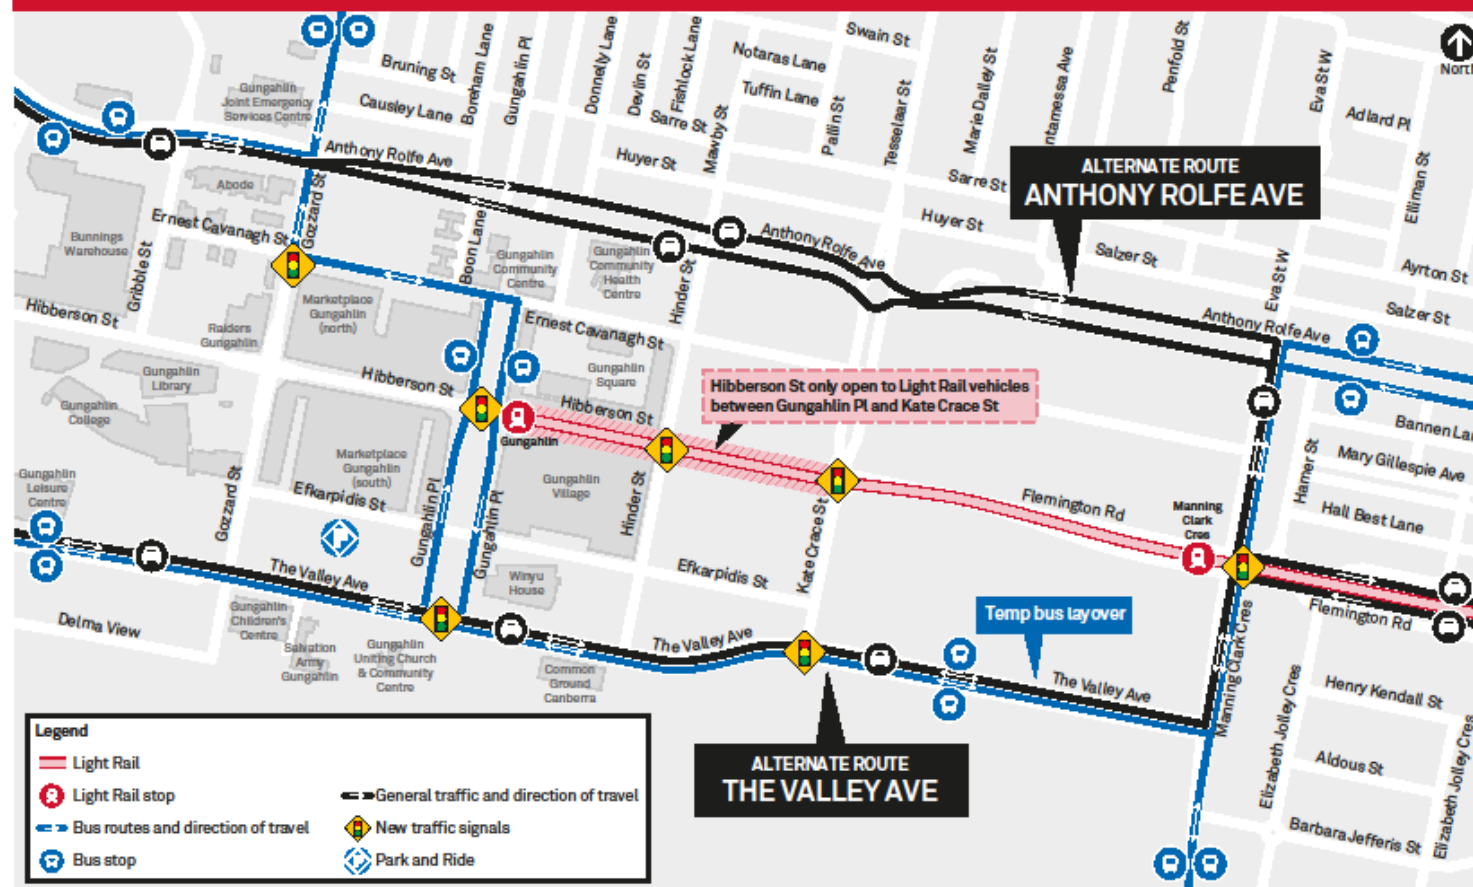 Swain St
North
Bruning St
Boreham Lane
Gungahlin Pl
Donnelly Lane
Devlin St
Fishlock Lane
Notaras Lane
Tuffin Lane
Pallin St
Tesselaar St
Marie Dalley St
ntamessa Ave
Penfold St
Eva St W
Adlard Pl
Gungahlin
Joint Emergency
Services Centre
Causley Lane
Sarre St
Mawby St
Anthony Rolfe Ave
Huyer St
Sarre St
ALTERNATE ROUTE
ANTHONY ROLFE AVE
Elliman St
Abode
Gozzard St
Ernest Cavanagh St
Bunnings
Warehouse
Gribble St
Boon Lane
Gungahlin
Community
Centre
Gungahlin
Community
Health
Centre
Hinder St
Anthony Rolfe Ave
Huyer St
Salzer St
Eva St W
Ayrton St
Salzer St
Hibberson St
Marketplace
Gungahlin
(north)
Raiders
Gungahlin
Ernest Cavanagh St
Anthony Rolfe Ave
Gungahlin
Library
Hibberson St
Gungahlin
Square
Hibberson St only open to Light Rail vehicles
between Gungahlin Pl and Kate Crace St
Gungahlin
College
Hibberson St
Gungahlin
Bannen La
Mary Gillespie Ave
Hamer St
Hall Best Lane
Gungahlin
Leisure
Centre
Gozzard St
Marketplace
Gungahlin
(south)
Efkarpidis St
Gungahlin Pl
Gungahlin Pl
Gungahlin
Village
Hinder St
Kate Crace St
Flemington Rd
Manning
Clark
Cres
The Valley Ave
Winyu
House
Efkarpidis St
Flemington Rd
Delma View
Gungahlin
Children's
Centre
Salvation
Army
Gungahlin
Gungahlin
Uniting Church
& Community
Centre
Common
Ground
Canberra
The Valley Ave
Temp bus layover
The Valley Ave
Manning Clark Cres
Elizabeth Jolley Cres
Henry Kendall St
Aldous St
Elizabeth Jolley Cres
Barbara Jefferis St
ALTERNATE ROUTE
THE VALLEY AVE
Legend
Light Rail
Light Rail stop
General traffic and direction of travel
Bus routes and direction of travel
New traffic signals
Bus stop
Park and Ride